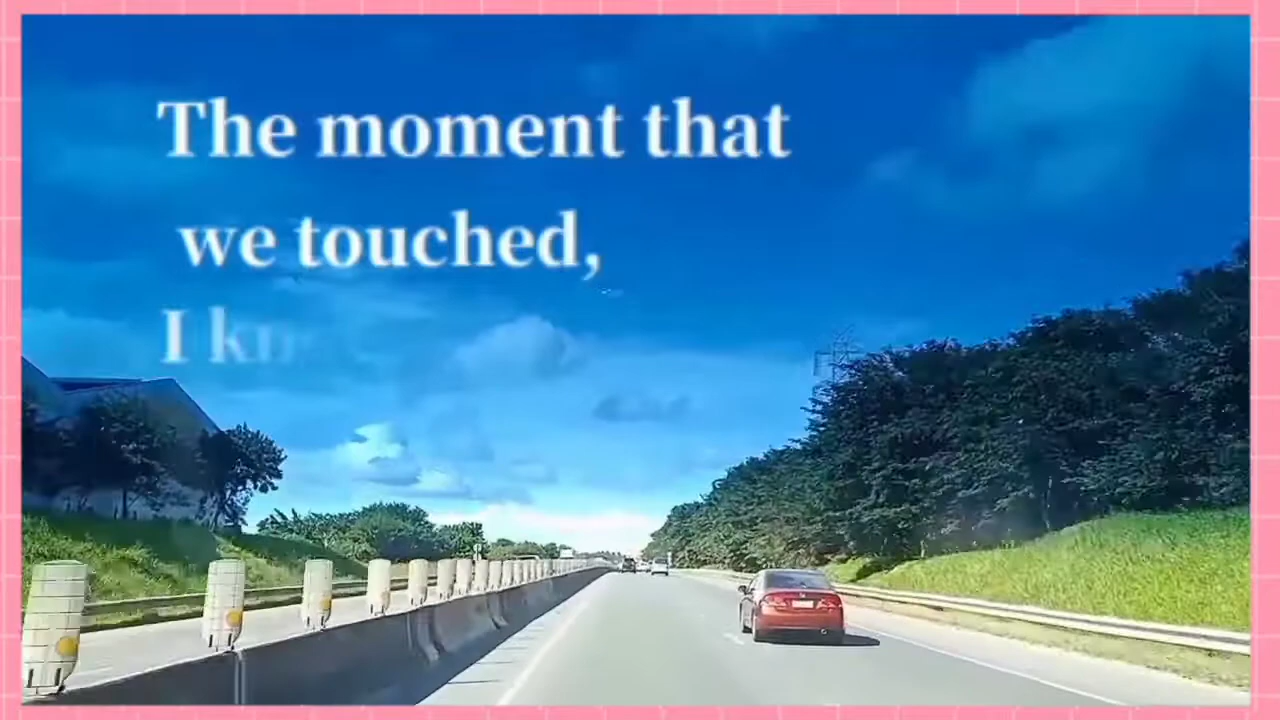 The moment that
we touched,
I